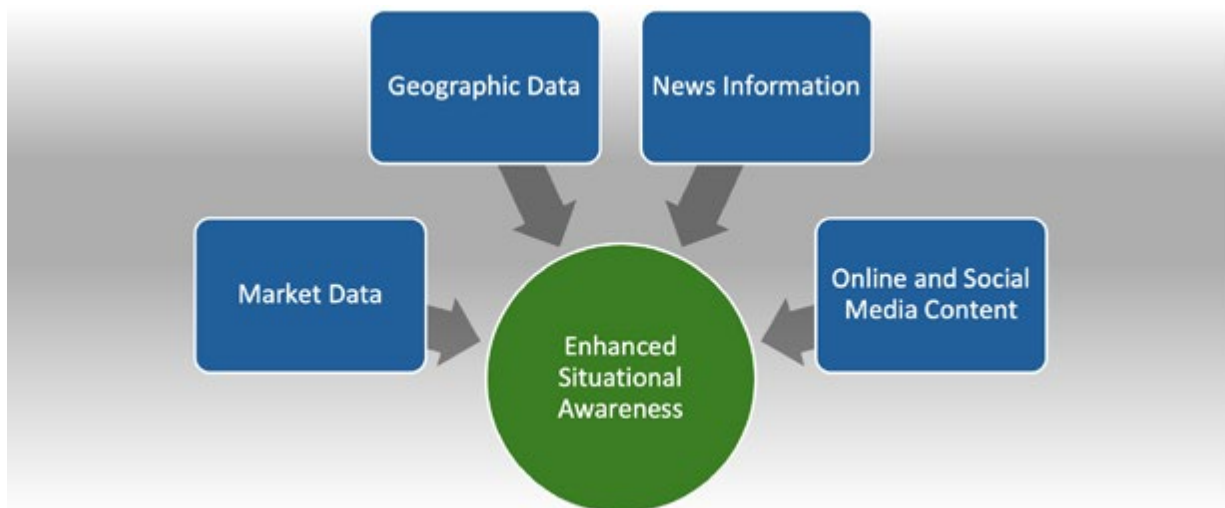 Geographic Data
News Information
Market Data
Online and Social
Media Content
Enhanced
Situational
Awareness